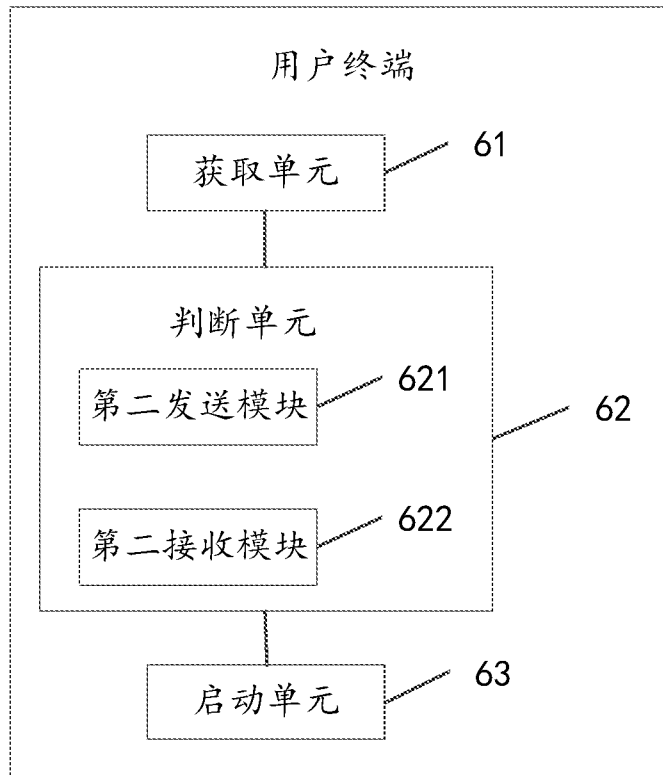 用户终端
获取单元
61
判断单元
第二发送模块
621
62
第二接收模块
622
启动单元
63